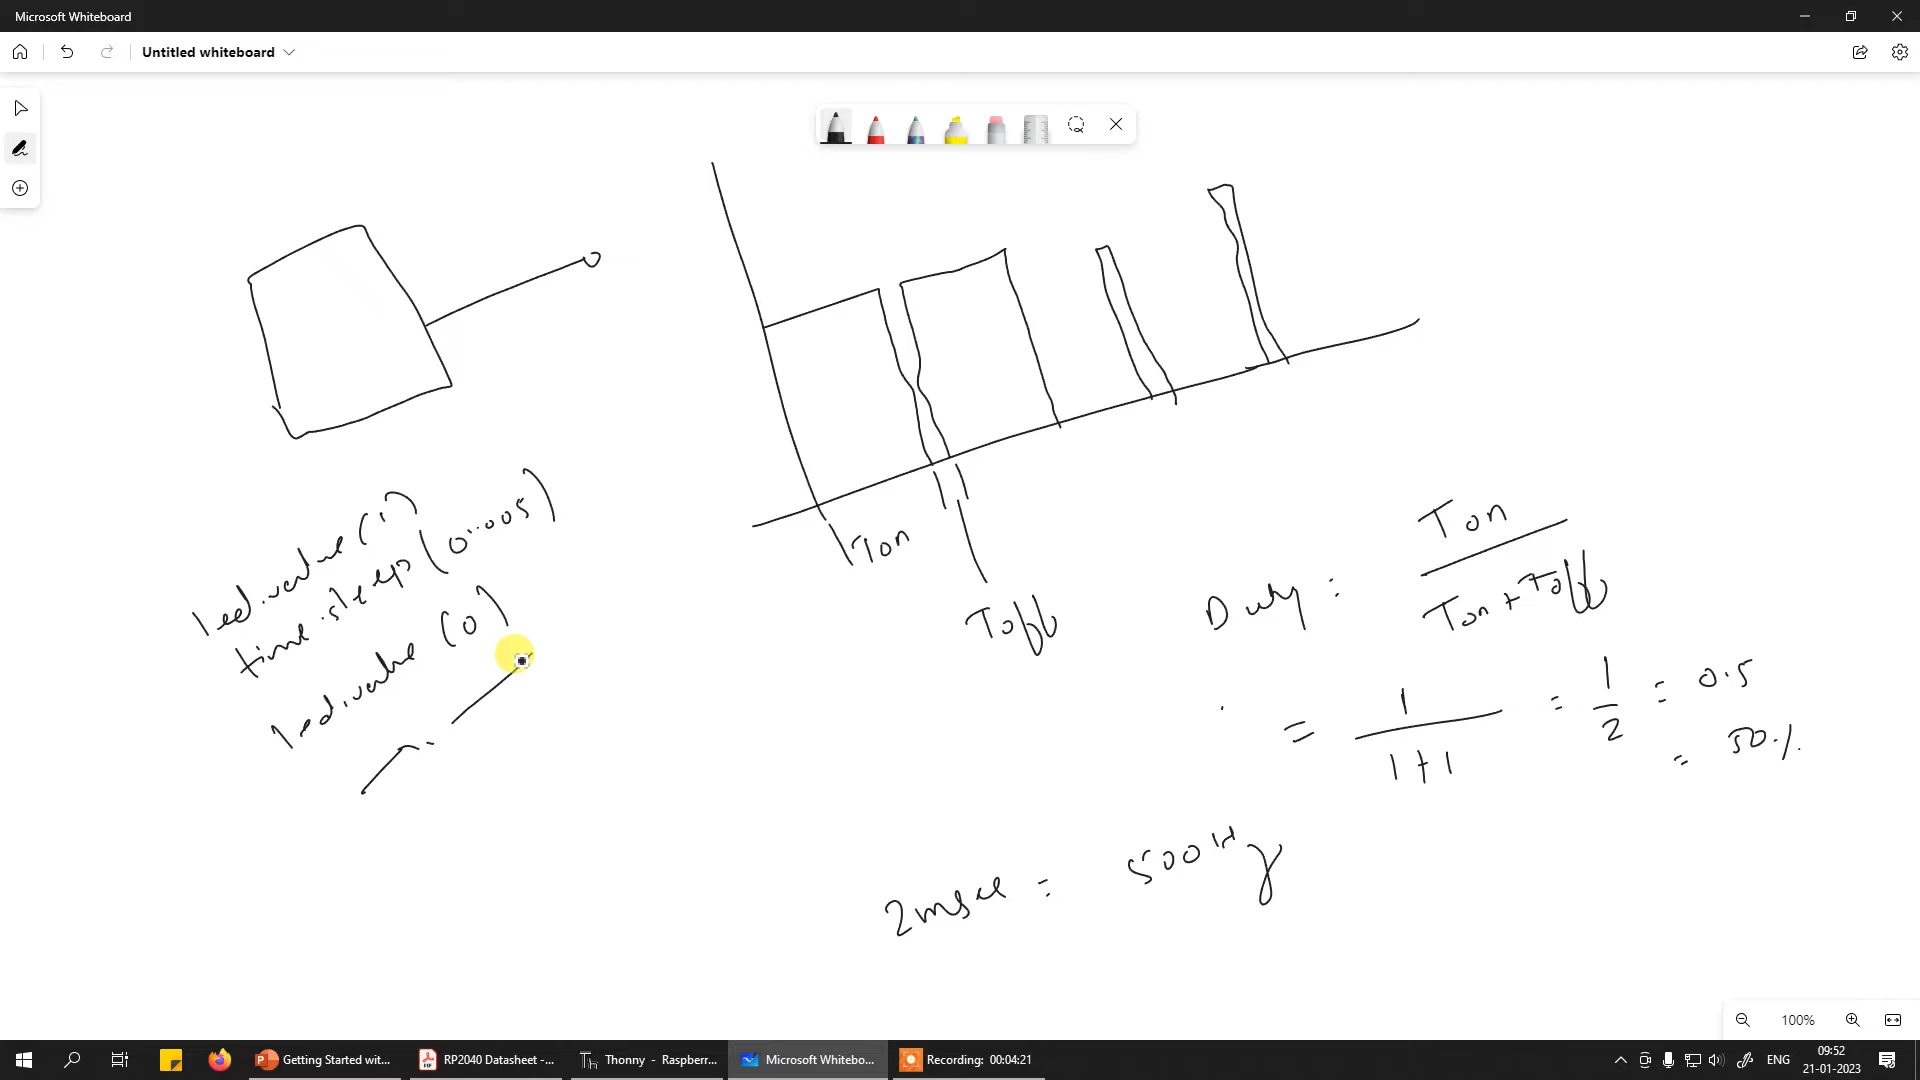 Microsoft Whiteboard
Untitled whiteboard
led.value(1)
time.sleep(0.005)
led.value(0)
Ton
Toff
Duty :
Ton
Ton + Toff
= 1 = 1 = 0.5
1+1 2
= 50%
2msec = 500Hz
100%
Getting Started wit...
RP2040 Datasheet -...
Thonny - Raspberr...
Microsoft Whitebo...
Recording: 00:04:21
ENG
09:52
21-01-2023